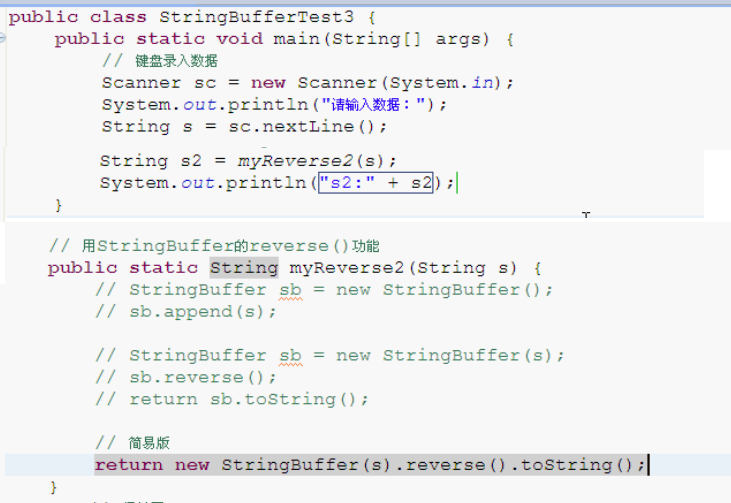 public class StringBufferTest3 {
public static void main(String[] args) {
// 键盘录入数据
Scanner sc = new Scanner(System.in);
System.out.println("请输入数据：");
String s = sc.nextLine();
String s2 = myReverse2(s);
System.out.println("s2:" + s2);
}
// 用StringBuffer的reverse()功能
public static String myReverse2(String s) {
// StringBuffer sb = new StringBuffer();
// sb.append(s);
// StringBuffer sb = new StringBuffer(s);
// sb.reverse();
// return sb.toString();
// 简易版
return new StringBuffer(s).reverse().toString();
}